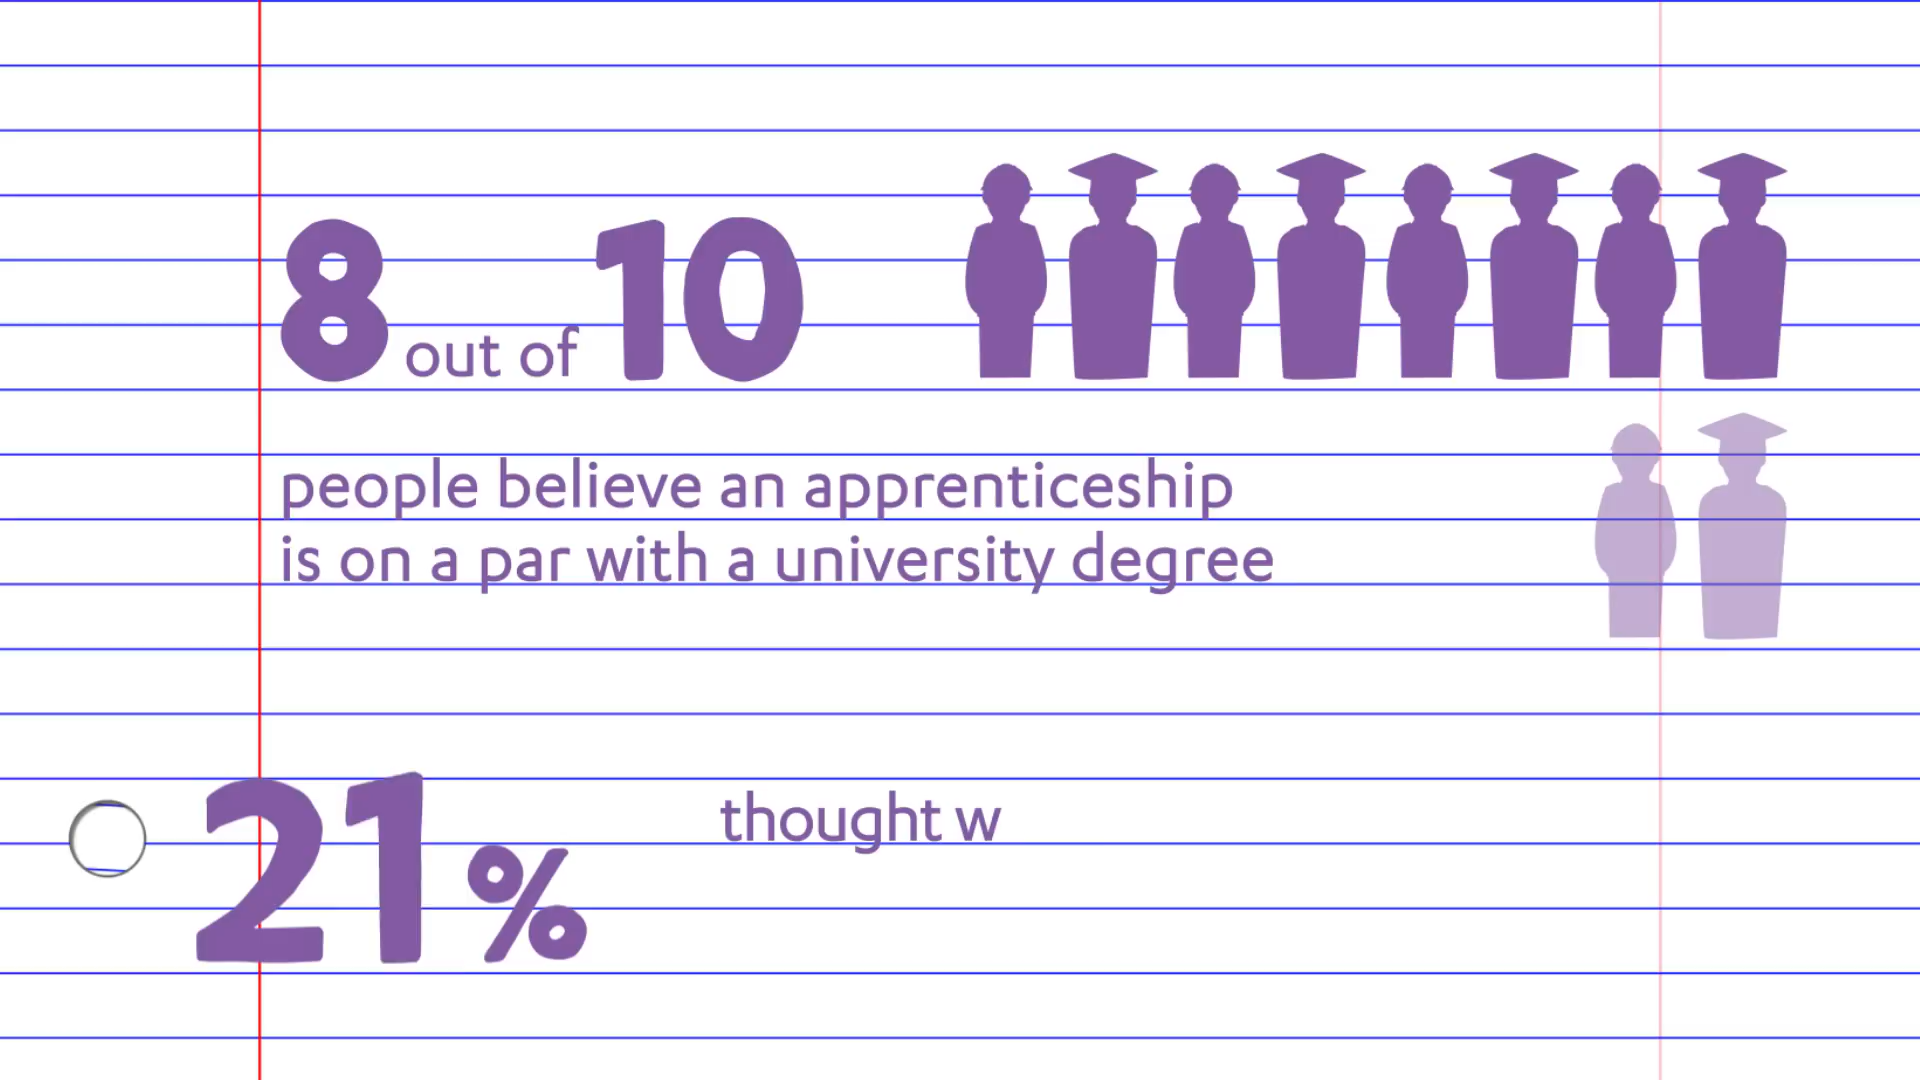 8 out of 10
people believe an apprenticeship
is on a par with a university degree
21%
thought w